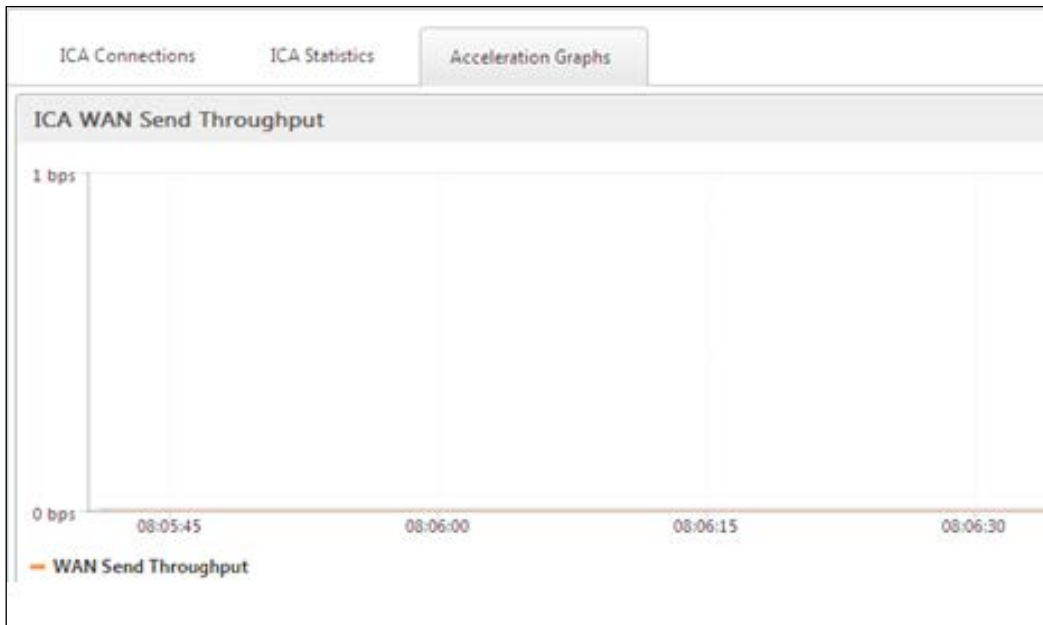 ICA Connections ICA Statistics Acceleration Graphs
ICA WAN Send Throughput
1 bps
0 bps
08:05:45 08:06:00 08:06:15 08:06:30
WAN Send Throughput